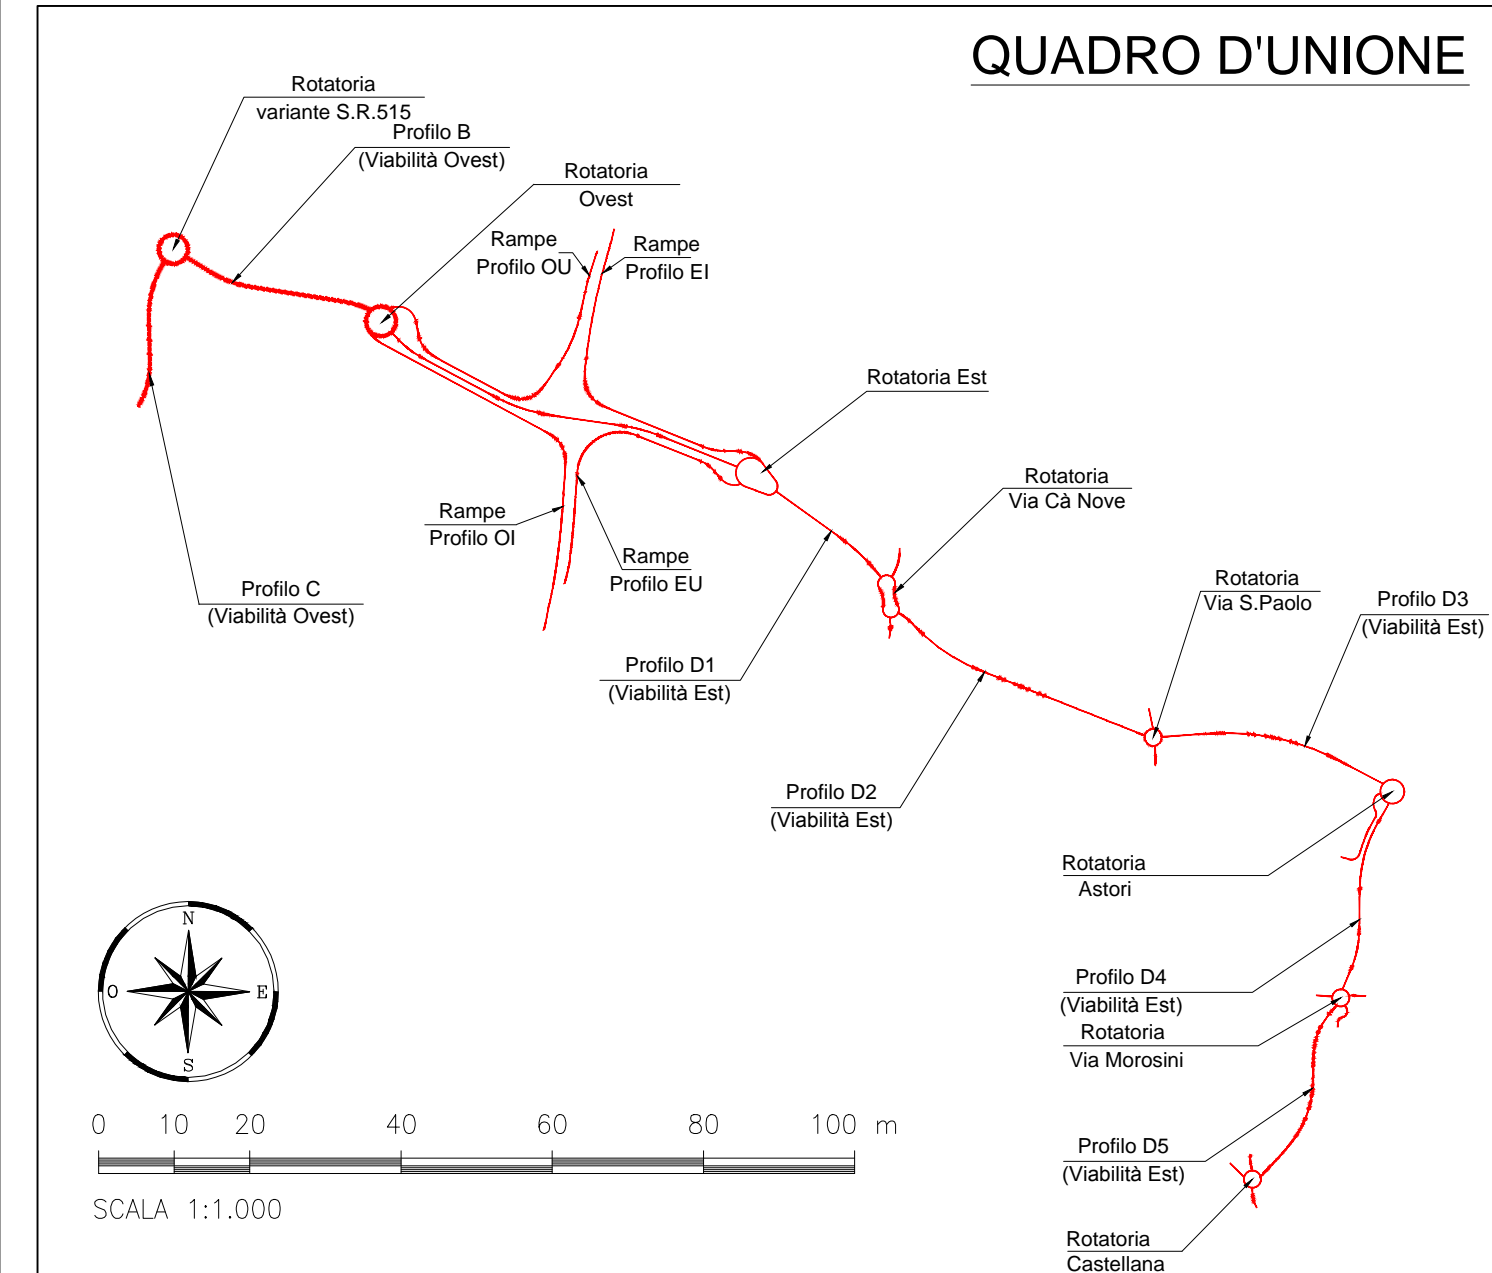 QUADRO D'UNIONE
Rotatoria
variante S.R.515
Profilo B
(Viabilità Ovest)
Rotatoria
Ovest
Rampe
Profilo OU
Rampe
Profilo EI
Rotatoria Est
Rotatoria
Via Cà Nove
Rampe
Profilo OI
Rampe
Profilo EU
Profilo C
(Viabilità Ovest)
Rotatoria
Via S.Paolo
Profilo D3
(Viabilità Est)
Profilo D1
(Viabilità Est)
Profilo D2
(Viabilità Est)
Rotatoria
Astori
Profilo D4
(Viabilità Est)
Rotatoria
Via Morosini
Profilo D5
(Viabilità Est)
Rotatoria
Castellana
N
O
E
S
0 10 20 40 60 80 100 m
SCALA 1:1.000